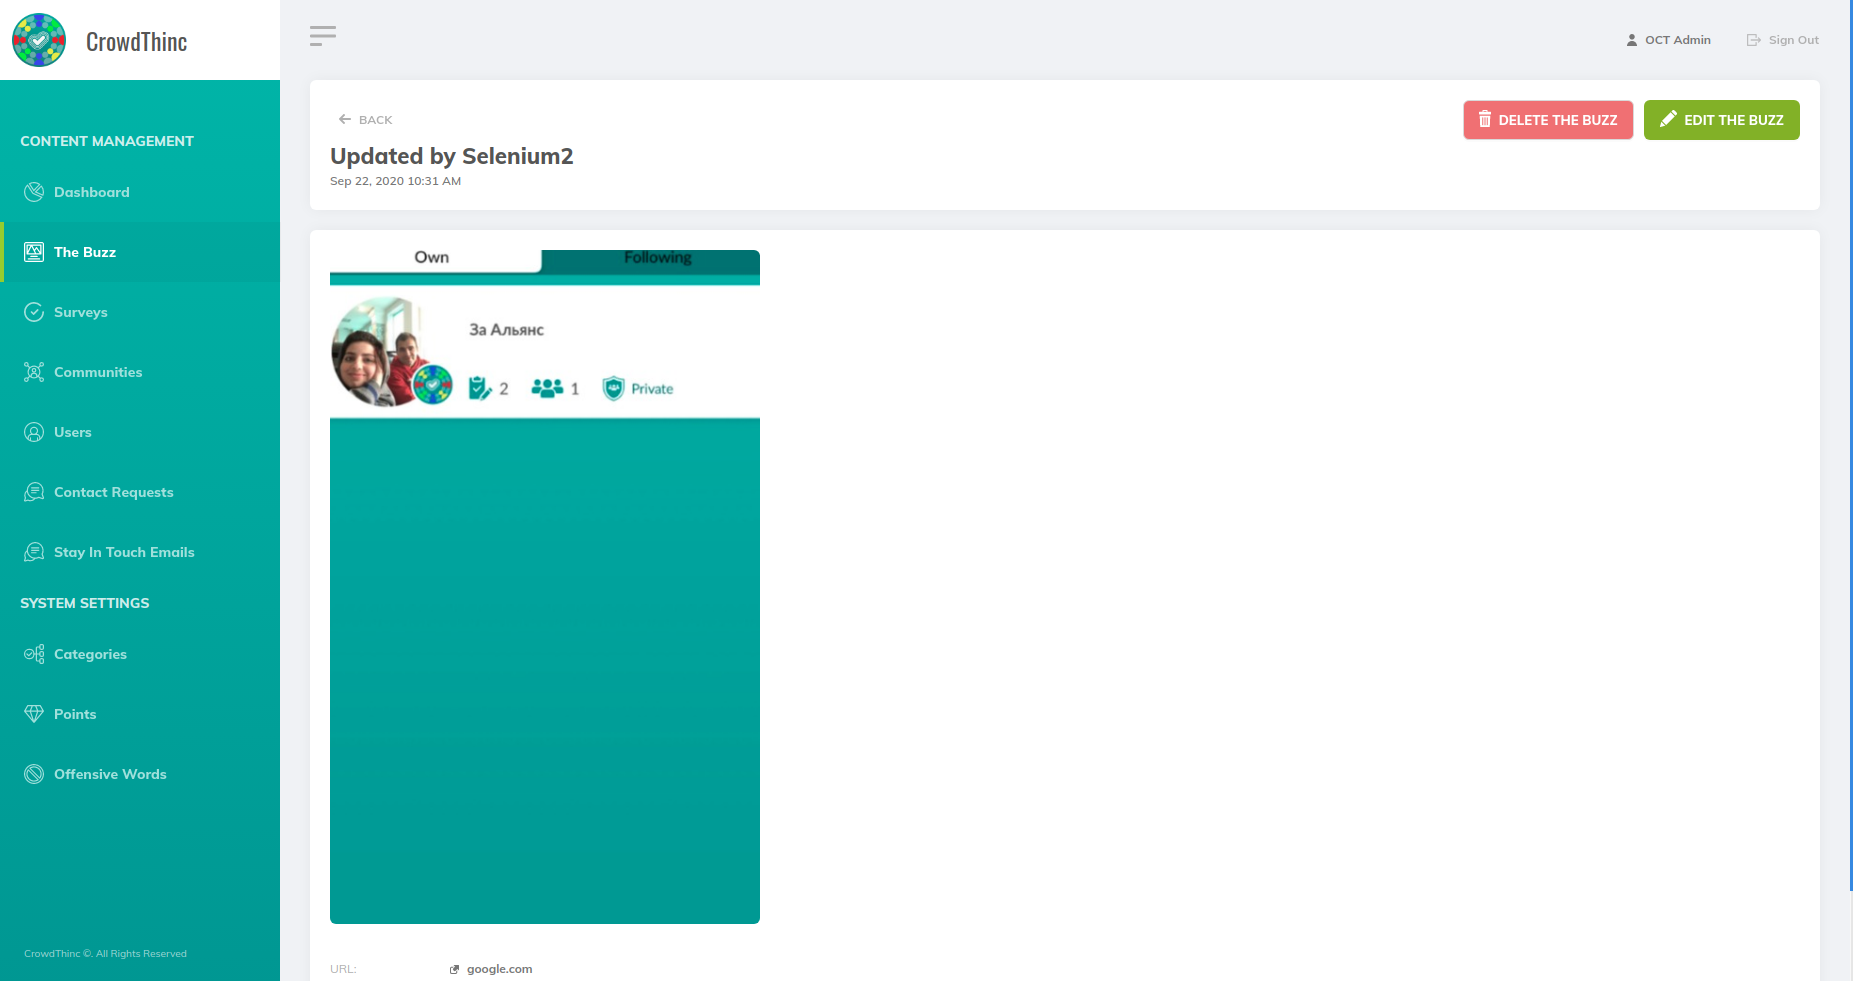 CrowdThinc
OCT Admin
Sign Out
CONTENT MANAGEMENT
Dashboard
The Buzz
Surveys
Communities
Users
Contact Requests
Stay In Touch Emails
SYSTEM SETTINGS
Categories
Points
Offensive Words
CrowdThinc ©. All Rights Reserved
BACK
DELETE THE BUZZ
EDIT THE BUZZ
Updated by Selenium2
Sep 22, 2020 10:31 AM
Own
Following
За Альянс
2
1
Private
URL:
google.com